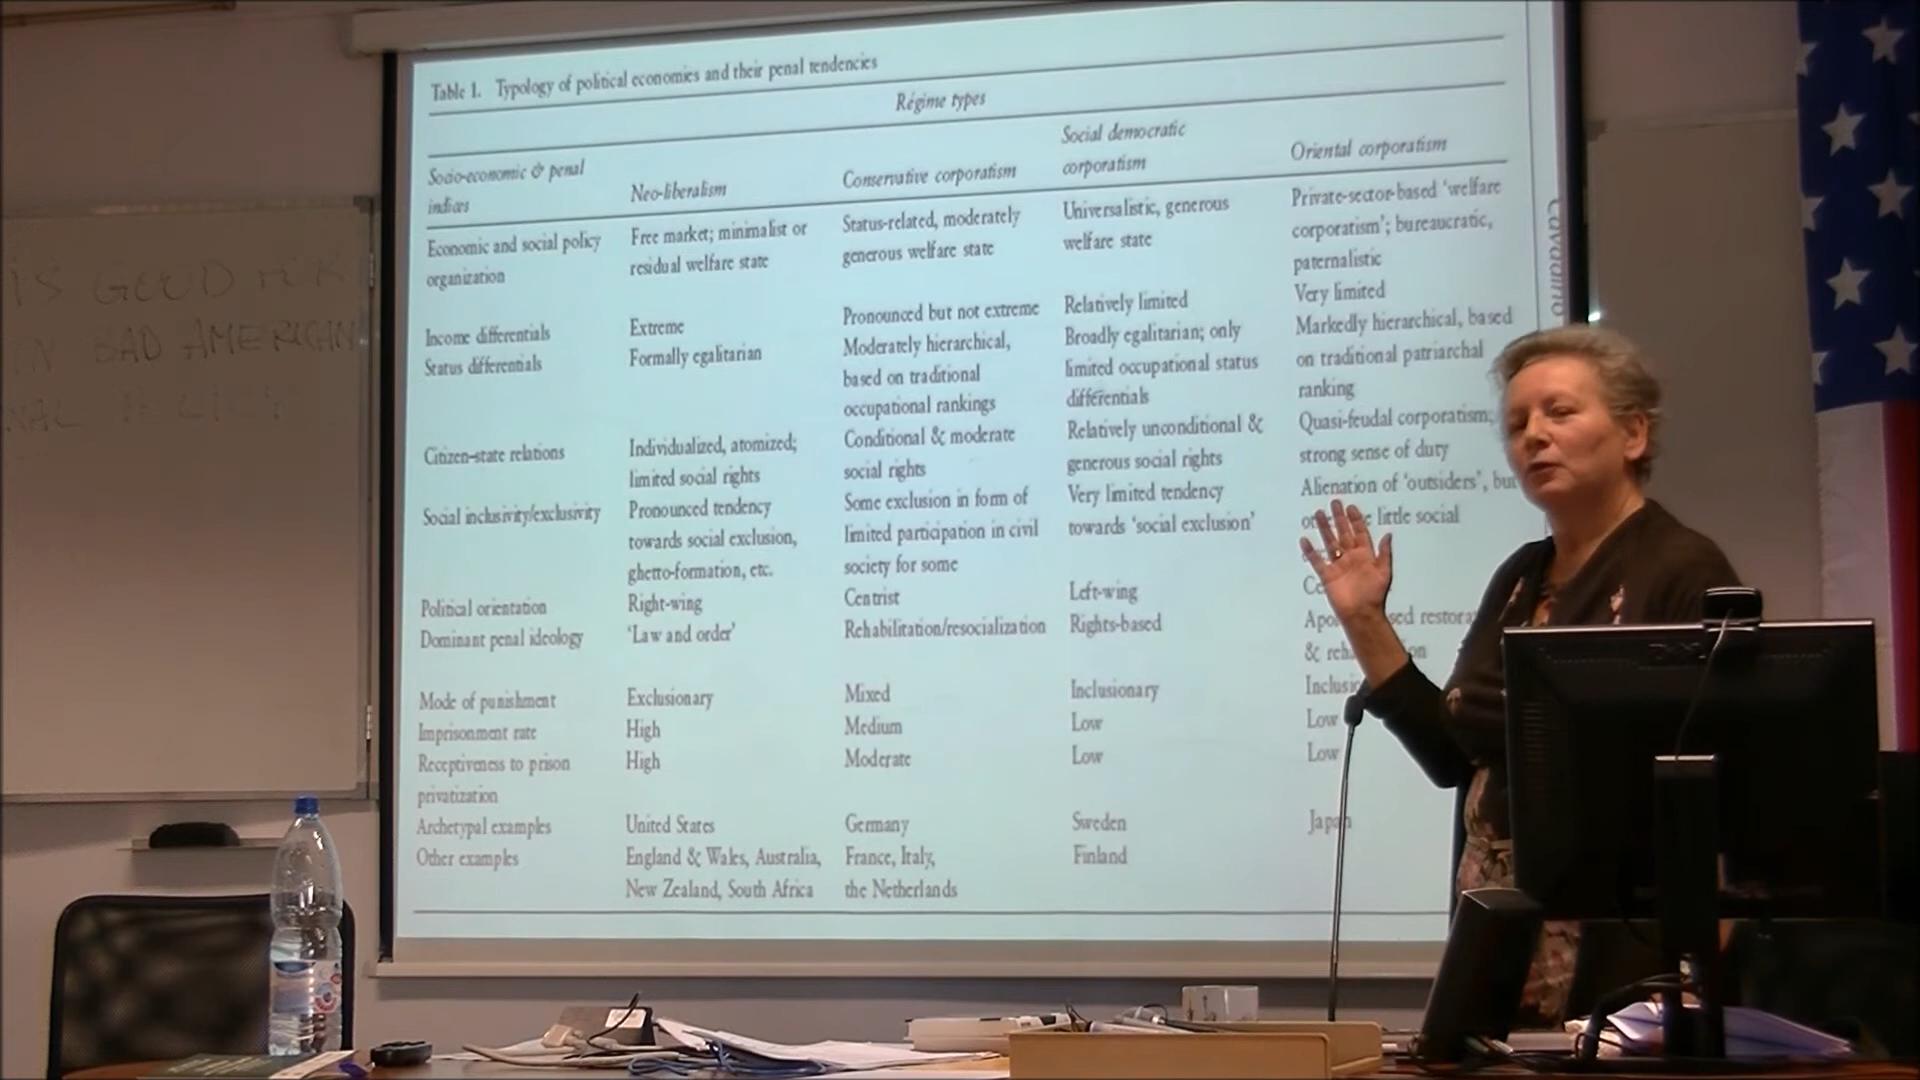 Table 1. Typology of political economies and their penal tendencies
Régime types
Socio-economic & penal indices
Neo-liberalism
Conservative corporatism
Social democratic corporatism
Oriental corporatism
Economic and social policy organization
Free market; minimalist or residual welfare state
Status-related, moderately generous welfare state
Universalistic, generous welfare state
Private-sector-based 'welfare corporatism'; bureaucratic, paternalistic
Income differentials
Extreme
Pronounced but not extreme
Relatively limited
Very limited
Status differentials
Formally egalitarian
Moderately hierarchical, based on traditional occupational rankings
Broadly egalitarian; only limited occupational status differentials
Markedly hierarchical, based on traditional patriarchal ranking
Citizen–state relations
Individualized, atomized; limited social rights
Conditional & moderate social rights
Relatively unconditional & generous social rights
Quasi-feudal corporatism; strong sense of duty
Social inclusivity/exclusivity
Pronounced tendency towards social exclusion, ghetto-formation, etc.
Some exclusion in form of limited participation in civil society for some
Very limited tendency towards 'social exclusion'
Alienation of 'outsiders', but little social
Political orientation
Right-wing
Centrist
Left-wing
Dominant penal ideology
'Law and order'
Rehabilitation/resocialization
Rights-based
&
Mode of punishment
Exclusionary
Mixed
Inclusionary
Imprisonment rate
High
Medium
Low
Low
Receptiveness to prison privatization
High
Moderate
Low
Low
Archetypal examples
United States
Germany
Sweden
Japan
Other examples
England & Wales, Australia, New Zealand, South Africa
France, Italy, the Netherlands
Finland
Cavadino
IS GOOD FOR
IN BAD AMERICAN